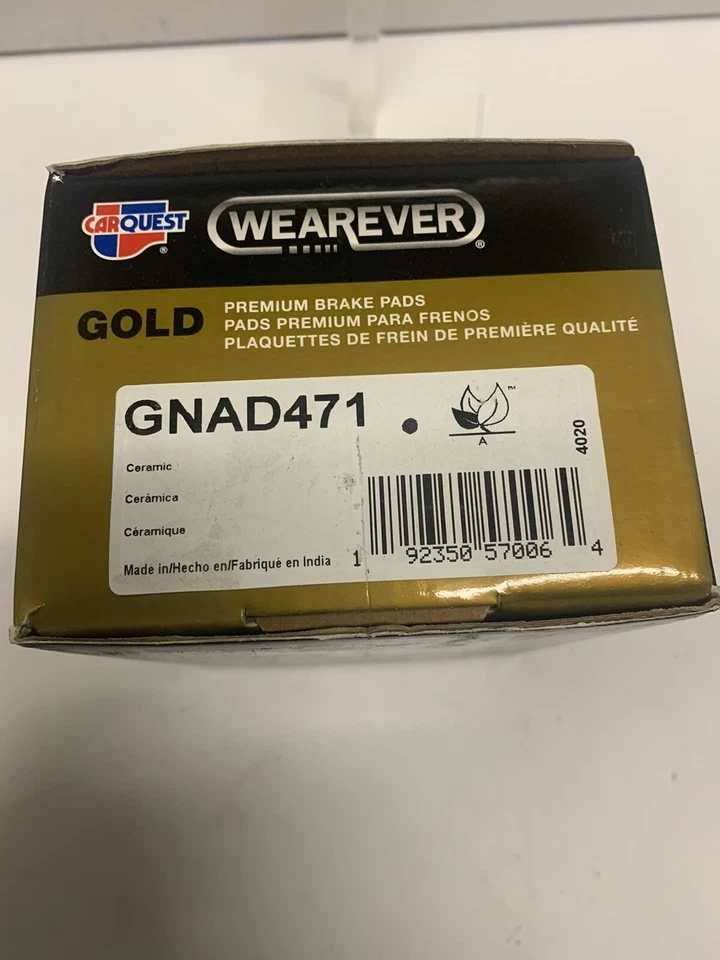 CARQUEST
®
WEAREVER
®
GOLD
PREMIUM BRAKE PADS
PADS PREMIUM PARA FRENOS
PLAQUETTES DE FREIN DE PREMIÈRE QUALITÉ
GNAD471
™
A
4020
Ceramic
Cerámica
Céramique
Made in/Hecho en/Fabriqué en India
1 92350 57006 4